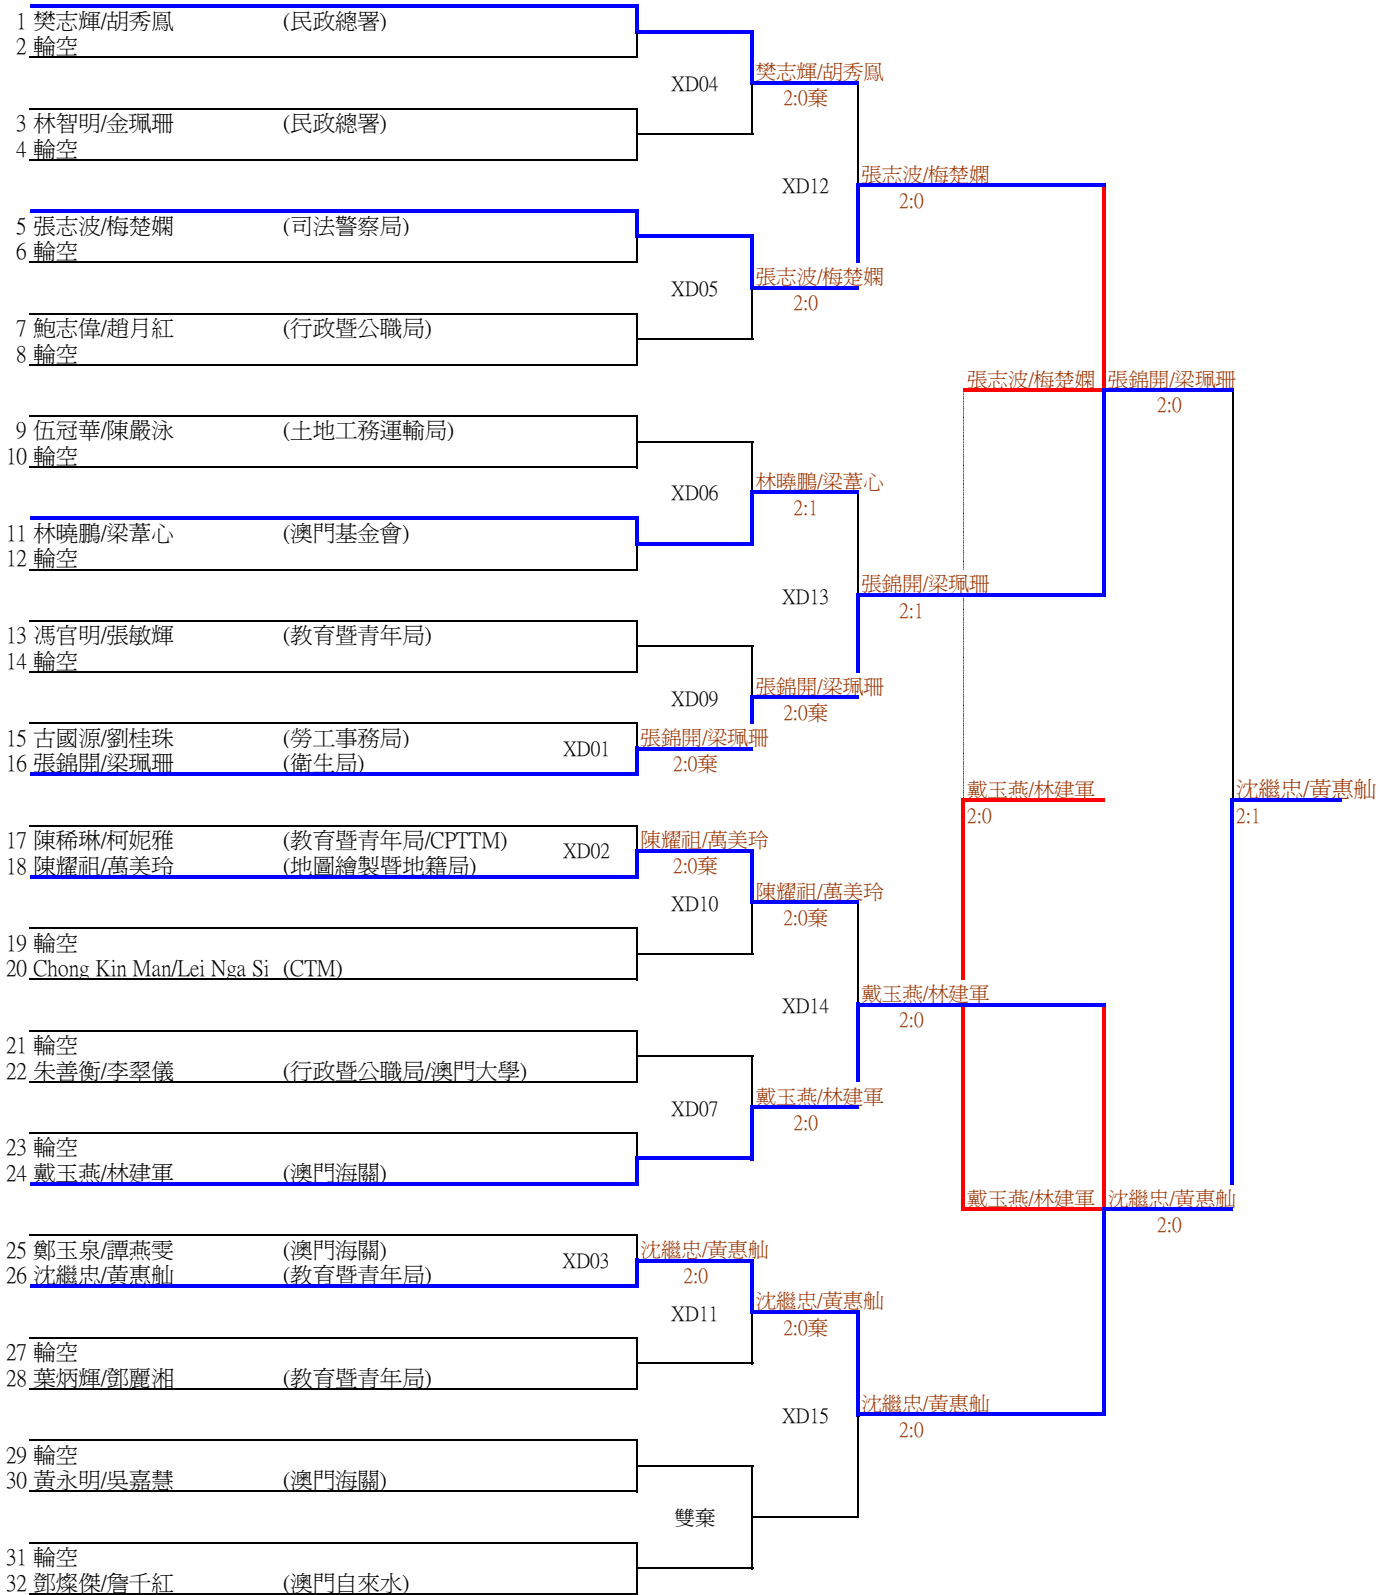 1 樊志輝/胡秀鳳 (民政總署)
2 輪空
XD04
樊志輝/胡秀鳳
2:0棄
3 林智明/金珮珊 (民政總署)
4 輪空
XD12
張志波/梅楚嫻
2:0
5 張志波/梅楚嫻 (司法警察局)
6 輪空
XD05
張志波/梅楚嫻
2:0
7 鮑志偉/趙月紅 (行政暨公職局)
8 輪空
張志波/梅楚嫻
張錦開/梁珮珊
2:0
9 伍冠華/陳嚴泳 (土地工務運輸局)
10 輪空
XD06
林曉鵬/梁葦心
2:1
11 林曉鵬/梁葦心 (澳門基金會)
12 輪空
XD13
張錦開/梁珮珊
2:1
13 馮官明/張敏輝 (教育暨青年局)
14 輪空
XD09
張錦開/梁珮珊
2:0棄
15 古國源/劉桂珠 (勞工事務局)
16 張錦開/梁珮珊 (衛生局)
XD01
張錦開/梁珮珊
2:0棄
戴玉燕/林建軍
2:0
沈繼忠/黃惠舢
2:1
17 陳稀琳/柯妮雅 (教育暨青年局/CPTTM)
18 陳耀祖/萬美玲 (地圖繪製暨地籍局)
XD02
陳耀祖/萬美玲
2:0棄
XD10
陳耀祖/萬美玲
2:0棄
19 輪空
20 Chong Kin Man/Lei Nga Si (CTM)
XD14
戴玉燕/林建軍
2:0
21 輪空
22 朱善衡/李翠儀 (行政暨公職局/澳門大學)
XD07
戴玉燕/林建軍
2:0
23 輪空
24 戴玉燕/林建軍 (澳門海關)
戴玉燕/林建軍
沈繼忠/黃惠舢
2:0
25 鄭玉泉/譚燕雯 (澳門海關)
26 沈繼忠/黃惠舢 (教育暨青年局)
XD03
沈繼忠/黃惠舢
2:0
XD11
沈繼忠/黃惠舢
2:0棄
27 輪空
28 葉炳輝/鄧麗湘 (教育暨青年局)
XD15
沈繼忠/黃惠舢
2:0
29 輪空
30 黃永明/吳嘉慧 (澳門海關)
雙棄
31 輪空
32 鄧燦傑/詹千紅 (澳門自來水)